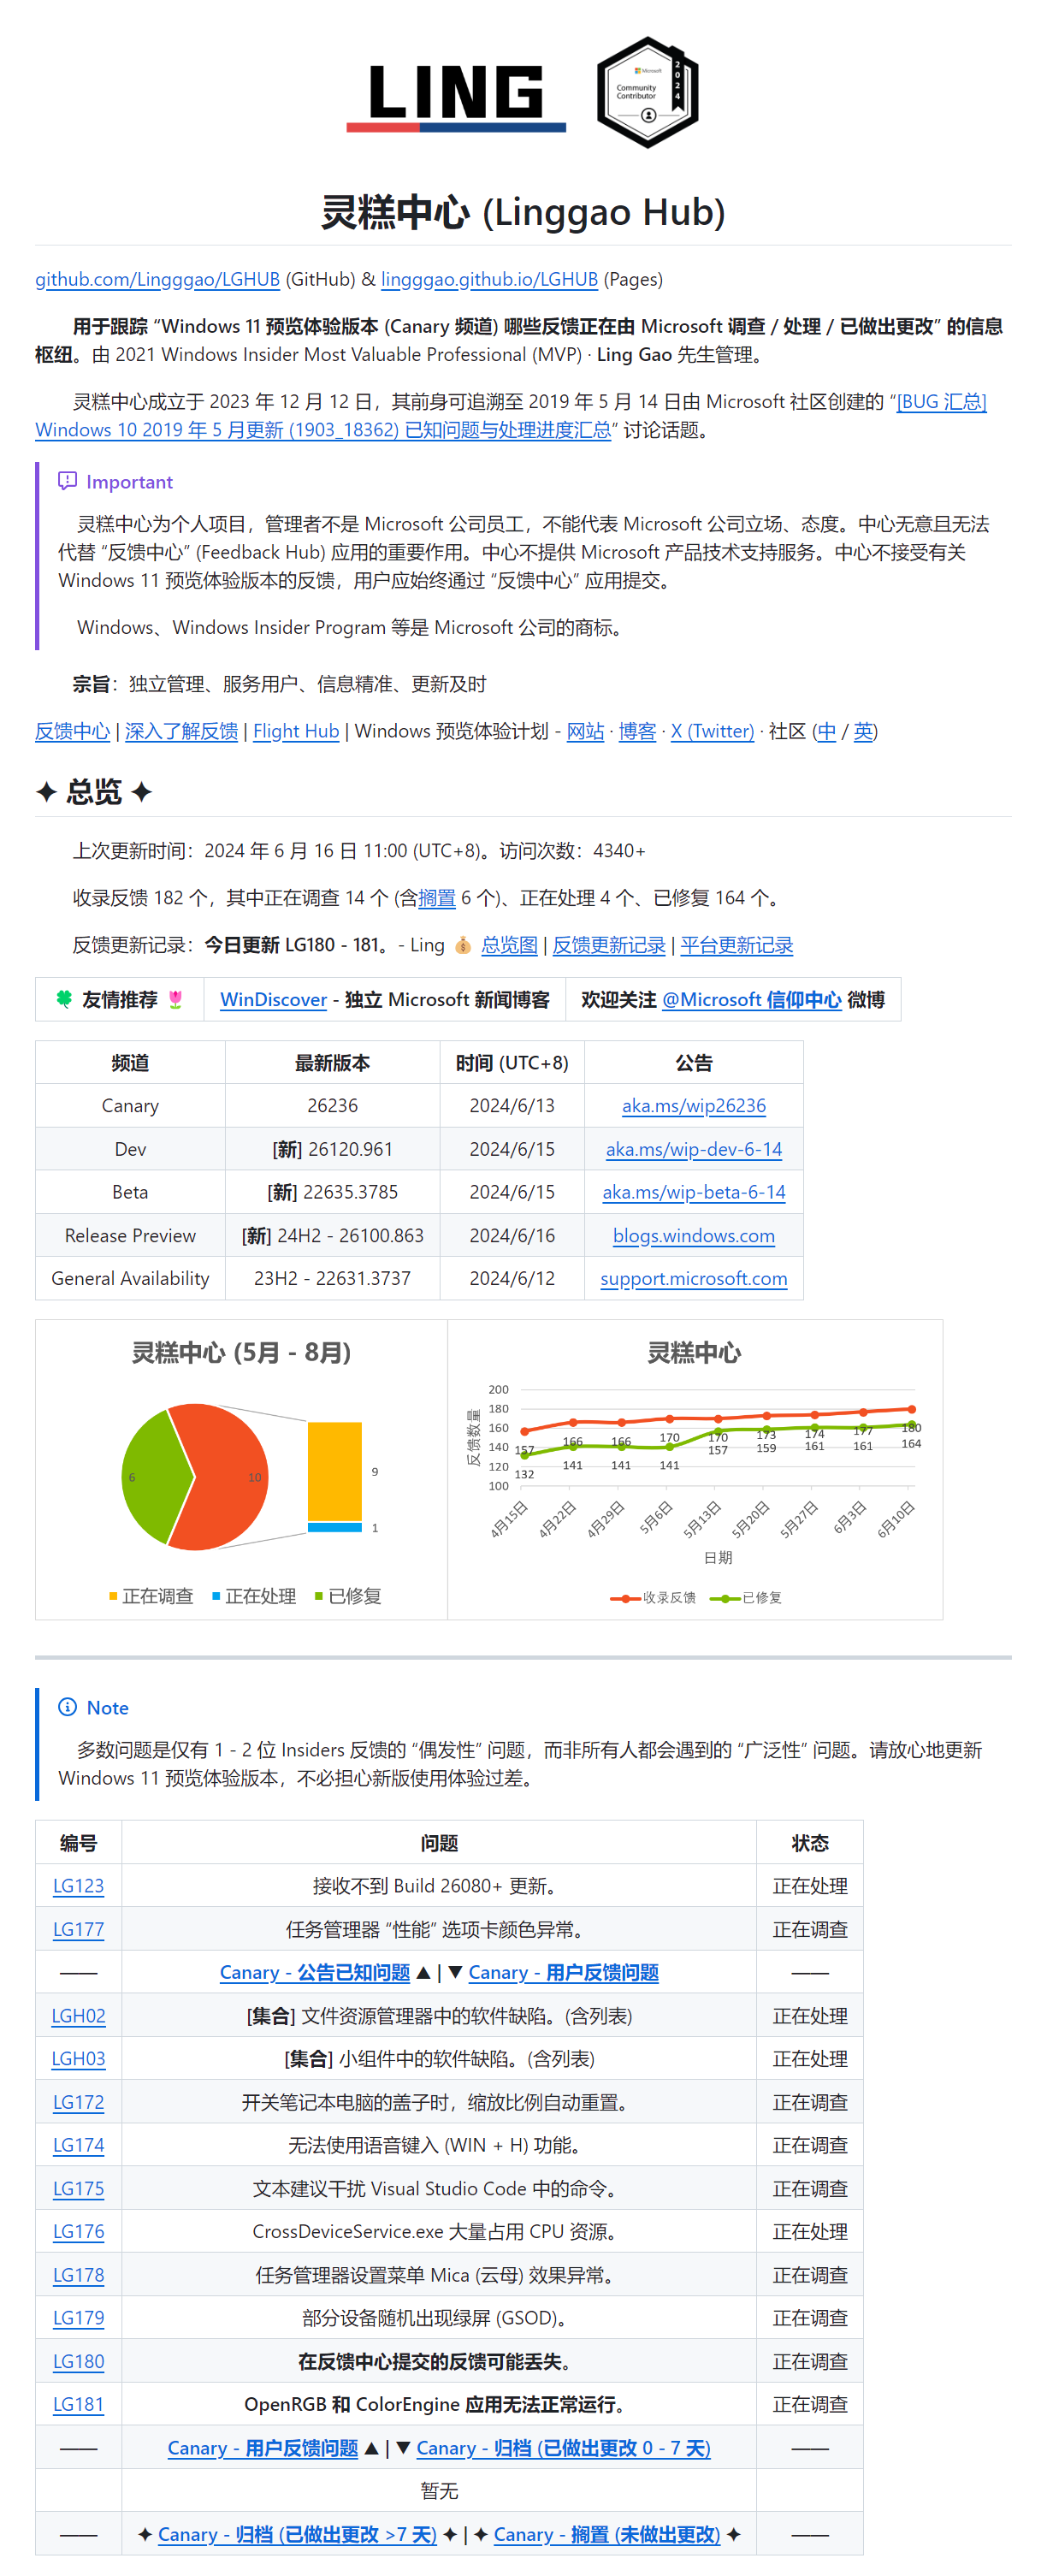 LING
Microsoft
Community
Contributor
2024
灵糕中心 (Linggao Hub)
github.com/Lingggao/LGHUB (GitHub) & lingggao.github.io/LGHUB (Pages)
用于跟踪 “Windows 11 预览体验版本 (Canary 频道) 哪些反馈正在由 Microsoft 调查 / 处理 / 已做出更改” 的信息
枢纽。由 2021 Windows Insider Most Valuable Professional (MVP) · Ling Gao 先生管理。
灵糕中心成立于 2023 年 12 月 12 日，其前身可追溯至 2019 年 5 月 14 日由 Microsoft 社区创建的 “[BUG 汇总]
Windows 10 2019 年 5 月更新 (1903_18362) 已知问题与处理进度汇总” 讨论话题。
Important
灵糕中心为个人项目，管理者不是 Microsoft 公司员工，不能代表 Microsoft 公司立场、态度。中心无意且无法
代替 “反馈中心” (Feedback Hub) 应用的重要作用。中心不提供 Microsoft 产品技术支持服务。中心不接受有关
Windows 11 预览体验版本的反馈，用户应始终通过 “反馈中心” 应用提交。
Windows、Windows Insider Program 等是 Microsoft 公司的商标。
宗旨：独立管理、服务用户、信息精准、更新及时
反馈中心 | 深入了解反馈 | Flight Hub | Windows 预览体验计划 - 网站 · 博客 · X (Twitter) · 社区 (中 / 英)
✦ 总览 ✦
上次更新时间：2024 年 6 月 16 日 11:00 (UTC+8)。访问次数：4340+
收录反馈 182 个，其中正在调查 14 个 (含搁置 6 个)、正在处理 4 个、已修复 164 个。
反馈更新记录：今日更新 LG180 - 181。- Ling 💰 总览图 | 反馈更新记录 | 平台更新记录
🍀 友情推荐 🌷 WinDiscover - 独立 Microsoft 新闻博客 欢迎关注 @Microsoft 信仰中心 微博
频道 最新版本 时间 (UTC+8) 公告
Canary 26236 2024/6/13 aka.ms/wip26236
Dev [新] 26120.961 2024/6/15 aka.ms/wip-dev-6-14
Beta [新] 22635.3785 2024/6/15 aka.ms/wip-beta-6-14
Release Preview [新] 24H2 - 26100.863 2024/6/16 blogs.windows.com
General Availability 23H2 - 22631.3737 2024/6/12 support.microsoft.com
灵糕中心 (5月 - 8月)
6 10 9
1
正在调查 正在处理 已修复
灵糕中心
反馈数量
200
180
160
140
120
100
157 166 166 170 170 173 174 177 180
132 141 141 141 157 159 161 161 164
4月15日 4月22日 4月29日 5月6日 5月13日 5月20日 5月27日 6月3日 6月10日
日期
收录反馈 已修复
Note
多数问题是仅有 1 - 2 位 Insiders 反馈的 “偶发性” 问题，而非所有人都会遇到的 “广泛性” 问题。请放心地更新
Windows 11 预览体验版本，不必担心新版使用体验过差。
编号 问题 状态
LG123 接收不到 Build 26080+ 更新。 正在处理
LG177 任务管理器 “性能” 选项卡颜色异常。 正在调查
—— Canary - 公告已知问题 ▲ | ▼ Canary - 用户反馈问题 ——
LGH02 [集合] 文件资源管理器中的软件缺陷。(含列表) 正在处理
LGH03 [集合] 小组件中的软件缺陷。(含列表) 正在处理
LG172 开关笔记本电脑的盖子时，缩放比例自动重置。 正在调查
LG174 无法使用语音键入 (WIN + H) 功能。 正在调查
LG175 文本建议干扰 Visual Studio Code 中的命令。 正在调查
LG176 CrossDeviceService.exe 大量占用 CPU 资源。 正在处理
LG178 任务管理器设置菜单 Mica (云母) 效果异常。 正在调查
LG179 部分设备随机出现绿屏 (GSOD)。 正在调查
LG180 在反馈中心提交的反馈可能丢失。 正在调查
LG181 OpenRGB 和 ColorEngine 应用无法正常运行。 正在调查
—— Canary - 用户反馈问题 ▲ | ▼ Canary - 归档 (已做出更改 0 - 7 天) ——
暂无
—— ✦ Canary - 归档 (已做出更改 >7 天) ✦ | ✦ Canary - 搁置 (未做出更改) ✦ ——